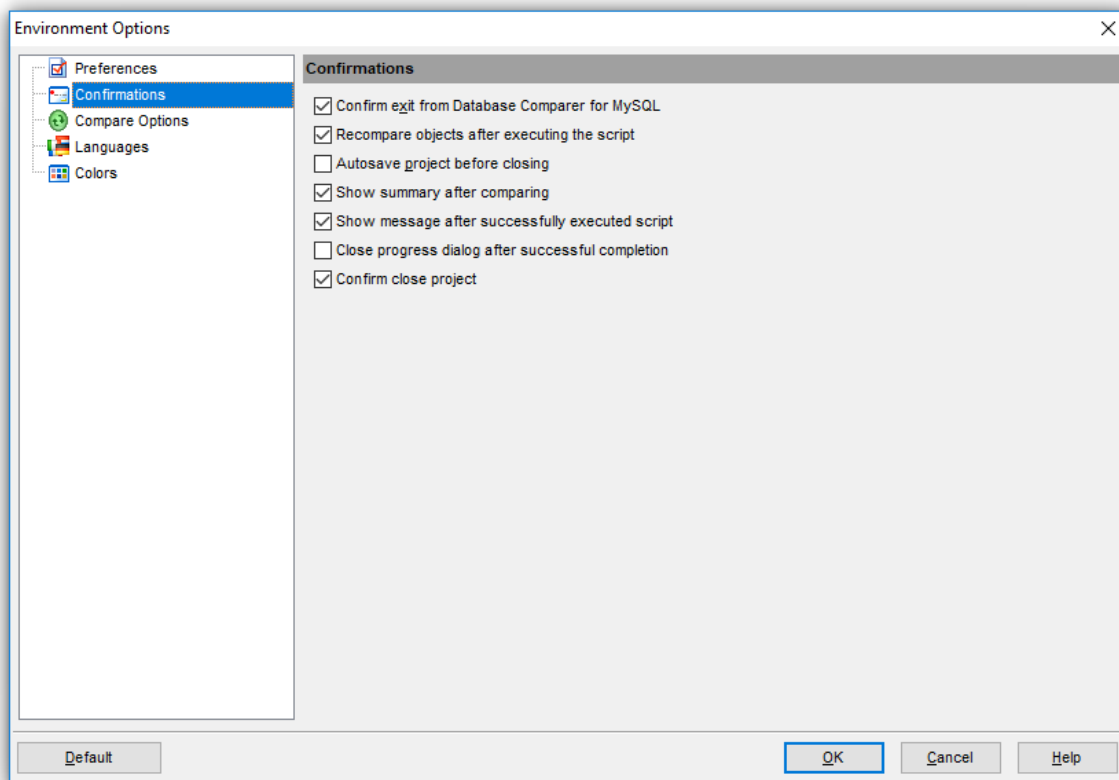 Environment Options
Preferences
Confirmations
Compare Options
Languages
Colors
Confirmations
Confirm exit from Database Comparer for MySQL
Recompare objects after executing the script
Autosave project before closing
Show summary after comparing
Show message after successfully executed script
Close progress dialog after successful completion
Confirm close project
Default
OK
Cancel
Help